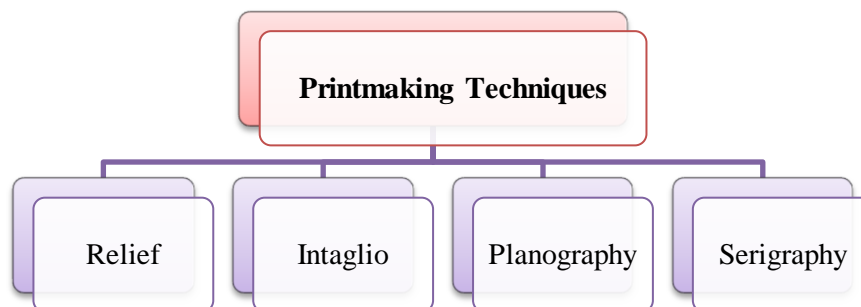 Printmaking Techniques
Relief
Intaglio
Planography
Serigraphy